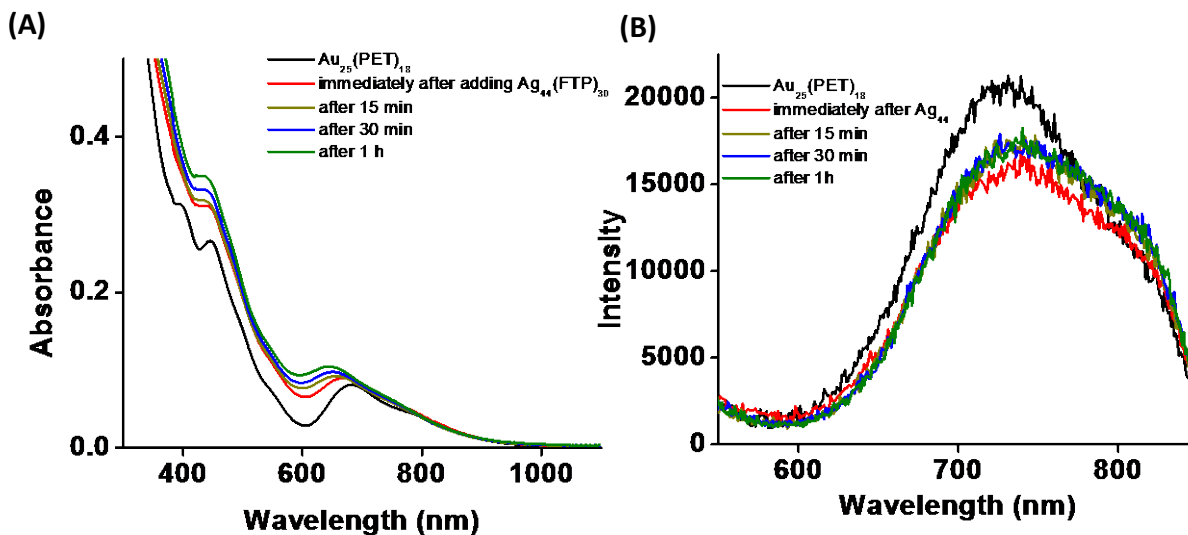 (A)
Au₂₅(PET)₁₈
immediately after adding Ag₄₄(FTP)₃₀
after 15 min
after 30 min
after 1 h
0.4
0.2
0.0
Absorbance
400 600 800 1000
Wavelength (nm)
(B)
Au₂₅(PET)₁₈
immediately after Ag₄₄
after 15 min
after 30 min
after 1h
20000
15000
10000
5000
0
Intensity
600 700 800
Wavelength (nm)